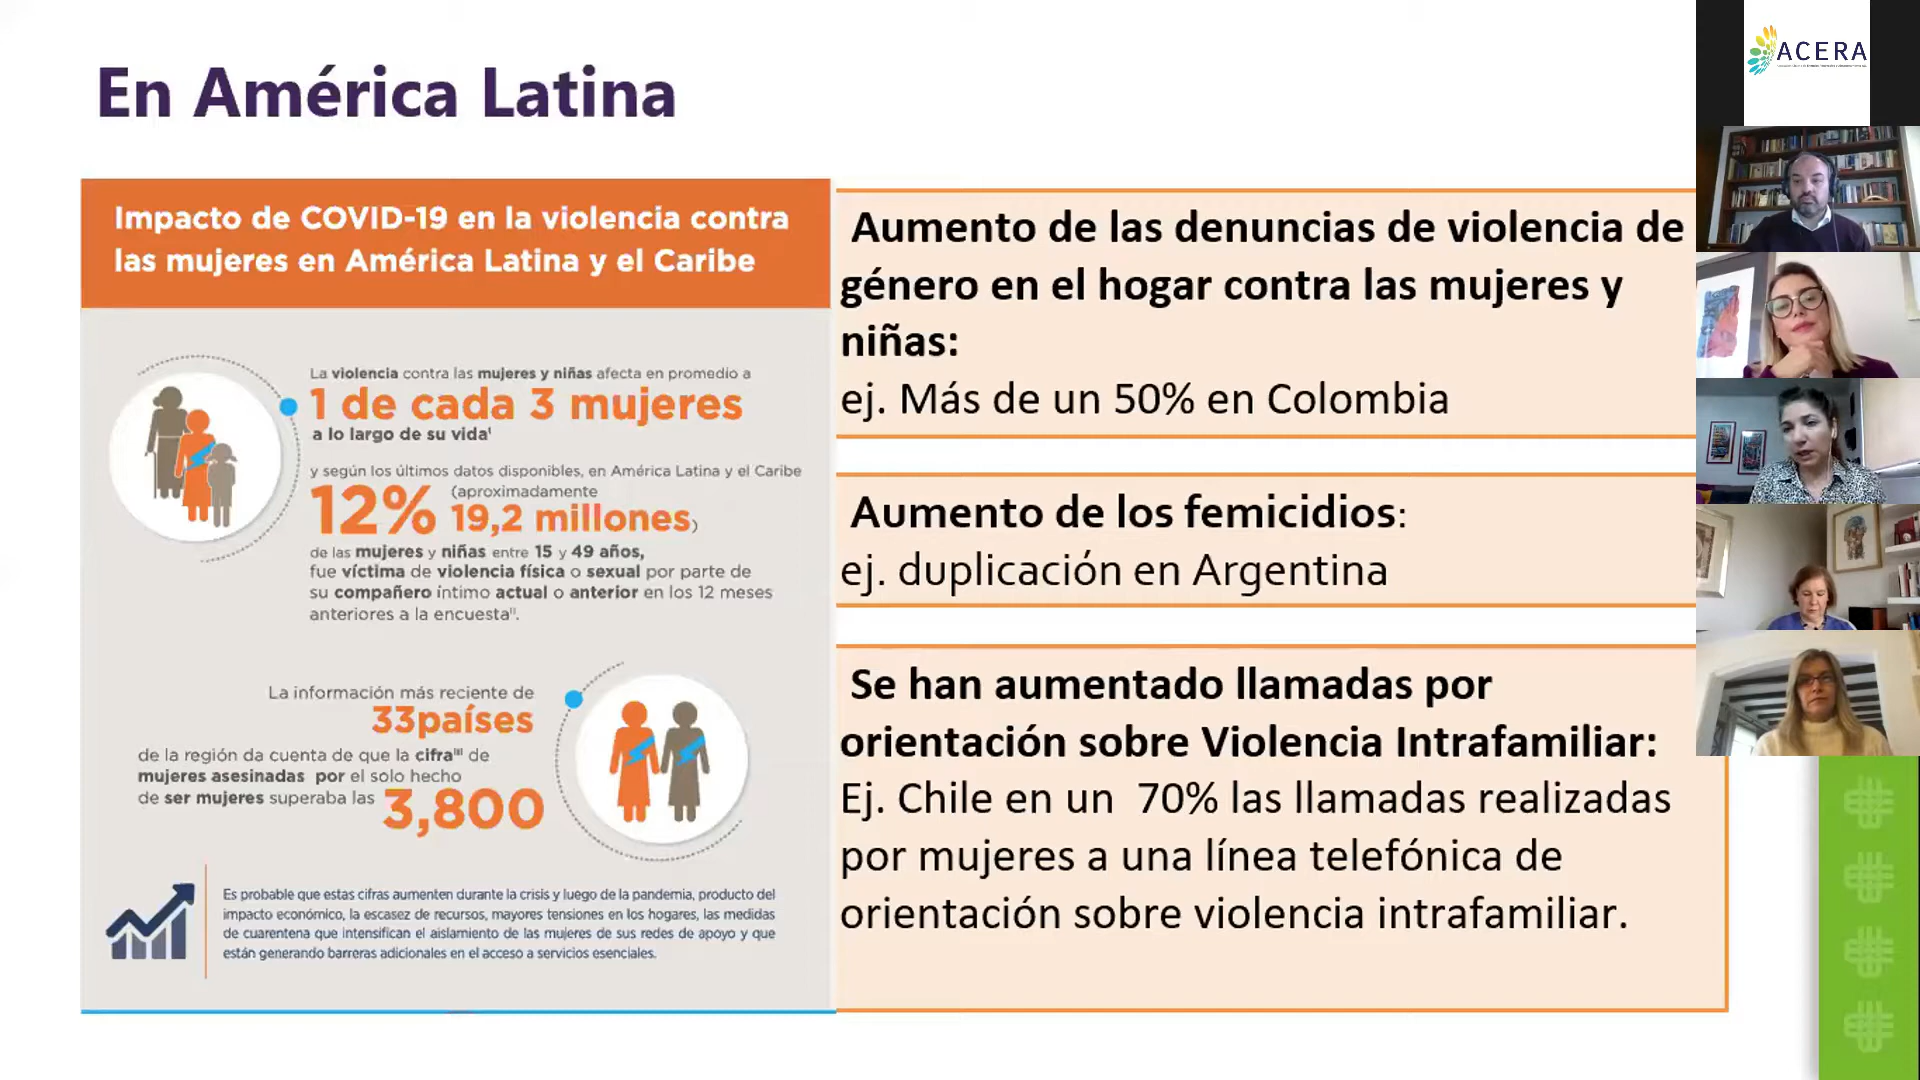 En América Latina
Impacto de COVID-19 en la violencia contra
las mujeres en América Latina y el Caribe
La violencia contra las mujeres y niñas afecta en promedio a
1 de cada 3 mujeres
a lo largo de su vida
y según los últimos datos disponibles, en América Latina y el Caribe
12% (aproximadamente
19,2 millones)
de las mujeres y niñas entre 15 y 49 años,
fue víctima de violencia física o sexual por parte de
su compañero íntimo actual o anterior en los 12 meses
anteriores a la encuesta.
La información más reciente de
33países
de la región da cuenta de que la cifra de
mujeres asesinadas por el solo hecho
de ser mujeres superaba las 3,800
Es probable que estas cifras aumenten durante la crisis y luego de la pandemia, producto del
impacto económico, la escasez de recursos, mayores tensiones en los hogares, las medidas
de cuarentena que intensifican el aislamiento de las mujeres de sus redes de apoyo y que
están generando barreras adicionales en el acceso a servicios esenciales.
Aumento de las denuncias de violencia de
género en el hogar contra las mujeres y
niñas:
ej. Más de un 50% en Colombia
Aumento de los femicidios:
ej. duplicación en Argentina
Se han aumentado llamadas por
orientación sobre Violencia Intrafamiliar:
Ej. Chile en un 70% las llamadas realizadas
por mujeres a una línea telefónica de
orientación sobre violencia intrafamiliar.
ACERA